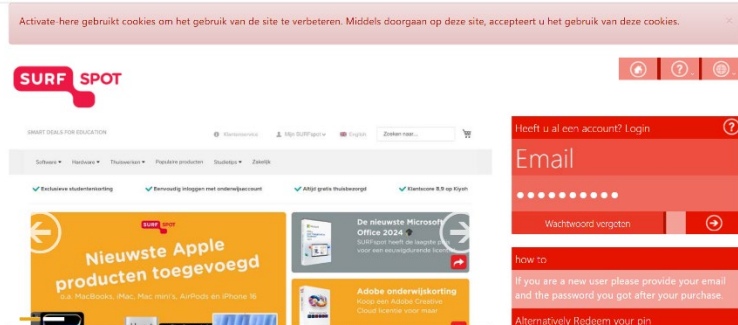 Activate-here gebruikt cookies om het gebruik van de site te verbeteren. Middels doorgaan op deze site, accepteert u het gebruik van deze cookies.
SURF SPOT
SMART DEALS FOR EDUCATION
Klantenservice Mijn SURFspot English Zoeken naar...
Software Hardware Thuiswerken Populaire producten Studietips Zakelijk
Exclusieve studentenkorting Eenvoudig inloggen met onderwijsaccount Altijd gratis thuisbezorgd Klantscore 8,9 op Kiyoh
SURF SPOT
Nieuwste Apple
producten toegevoegd
o.a. MacBooks, iMac, Mac mini's, AirPods en iPhone 16
De nieuwste Microsoft
Office 2024
SURFspot heeft de laagste
voor een eeuwigdurende
Adobe onderwijskorting
Koop een Adobe Creative
Cloud licentie voor maar
Heeft u al een account? Login
Email
Wachtwoord vergeten
how to
If you are a new user please provide your email
and the password you got after your purchase.
Alternatively Redeem your pin